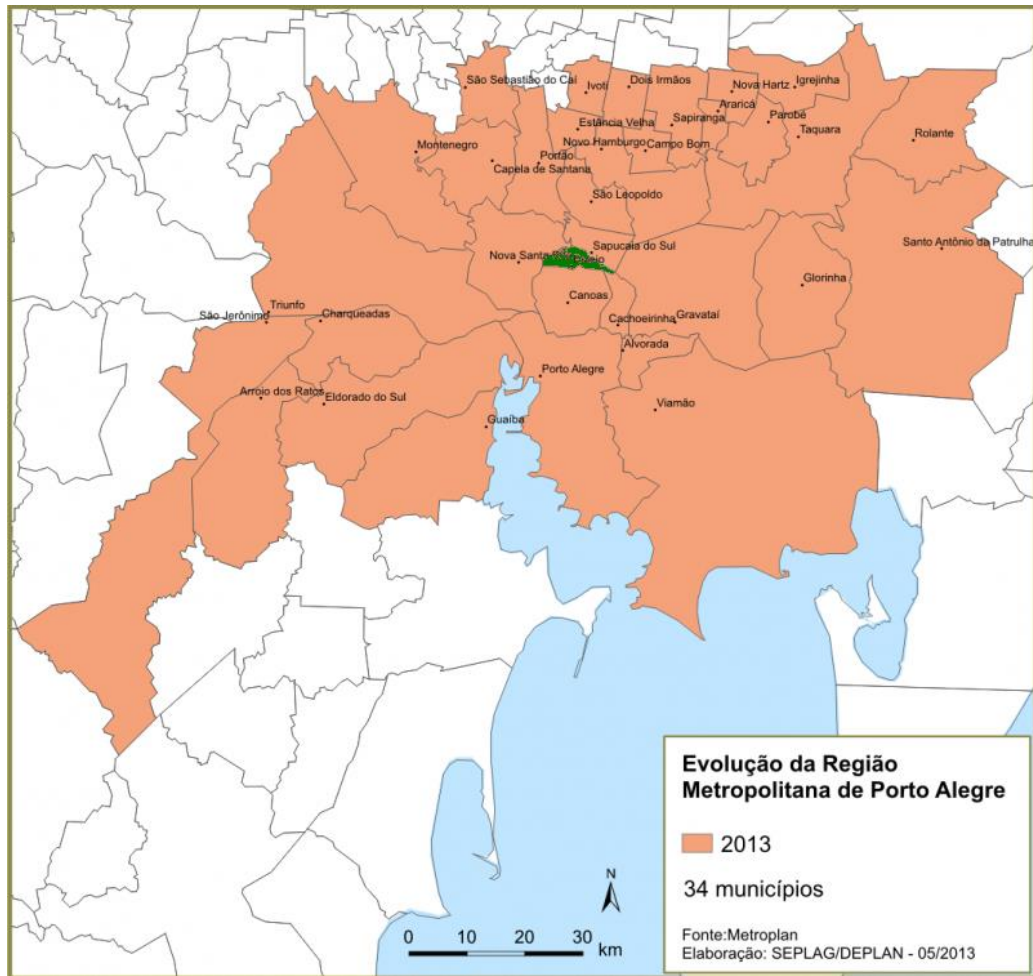 São Sebastião do Caí
Ivoti
Dois Irmãos
Nova Hartz
Igrejinha
Araricá
Estância Velha
Sapiranga
Parobé
Taquara
Rolante
Montenegro
Novo Hamburgo
Campo Bom
Portão
Capela de Santana
São Leopoldo
Sapucaia do Sul
Santo Antônio da Patrulha
Nova Santa
Glorinha
Canoas
Triunfo
São Jerônimo
Charqueadas
Cachoeirinha
Gravataí
Alvorada
Porto Alegre
Arroio dos Ratos
Eldorado do Sul
Viamão
Guaíba
Evolução da Região
Metropolitana de Porto Alegre
2013
34 municípios
N
0 10 20 30
km
Fonte:Metroplan
Elaboração: SEPLAG/DEPLAN - 05/2013